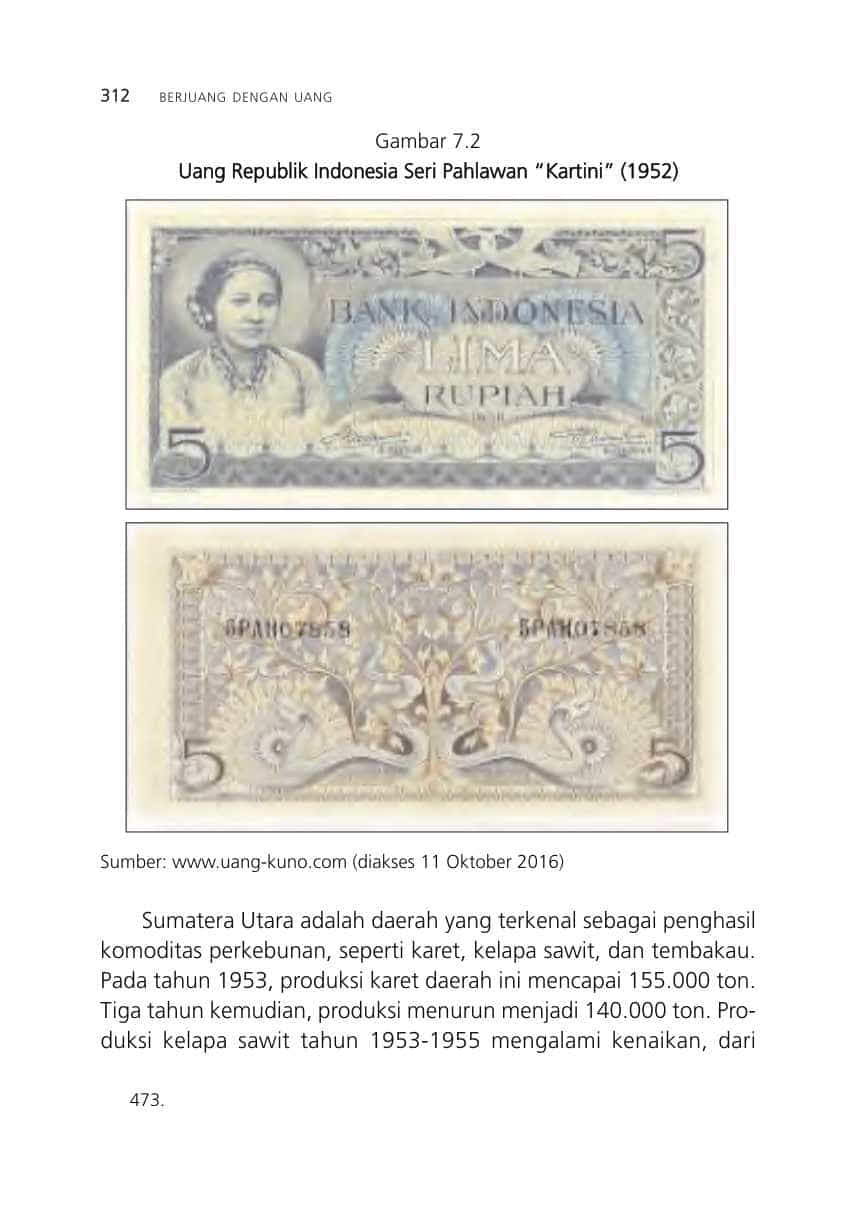 312 BERJUANG DENGAN UANG
Gambar 7.2
Uang Republik Indonesia Seri Pahlawan “Kartini” (1952)
5
BANK INDONESIA
LIMA
RUPIAH
5 5
5 5
Sumber: www.uang-kuno.com (diakses 11 Oktober 2016)
Sumatera Utara adalah daerah yang terkenal sebagai penghasil
komoditas perkebunan, seperti karet, kelapa sawit, dan tembakau.
Pada tahun 1953, produksi karet daerah ini mencapai 155.000 ton.
Tiga tahun kemudian, produksi menurun menjadi 140.000 ton. Pro-
duksi kelapa sawit tahun 1953-1955 mengalami kenaikan, dari
473.